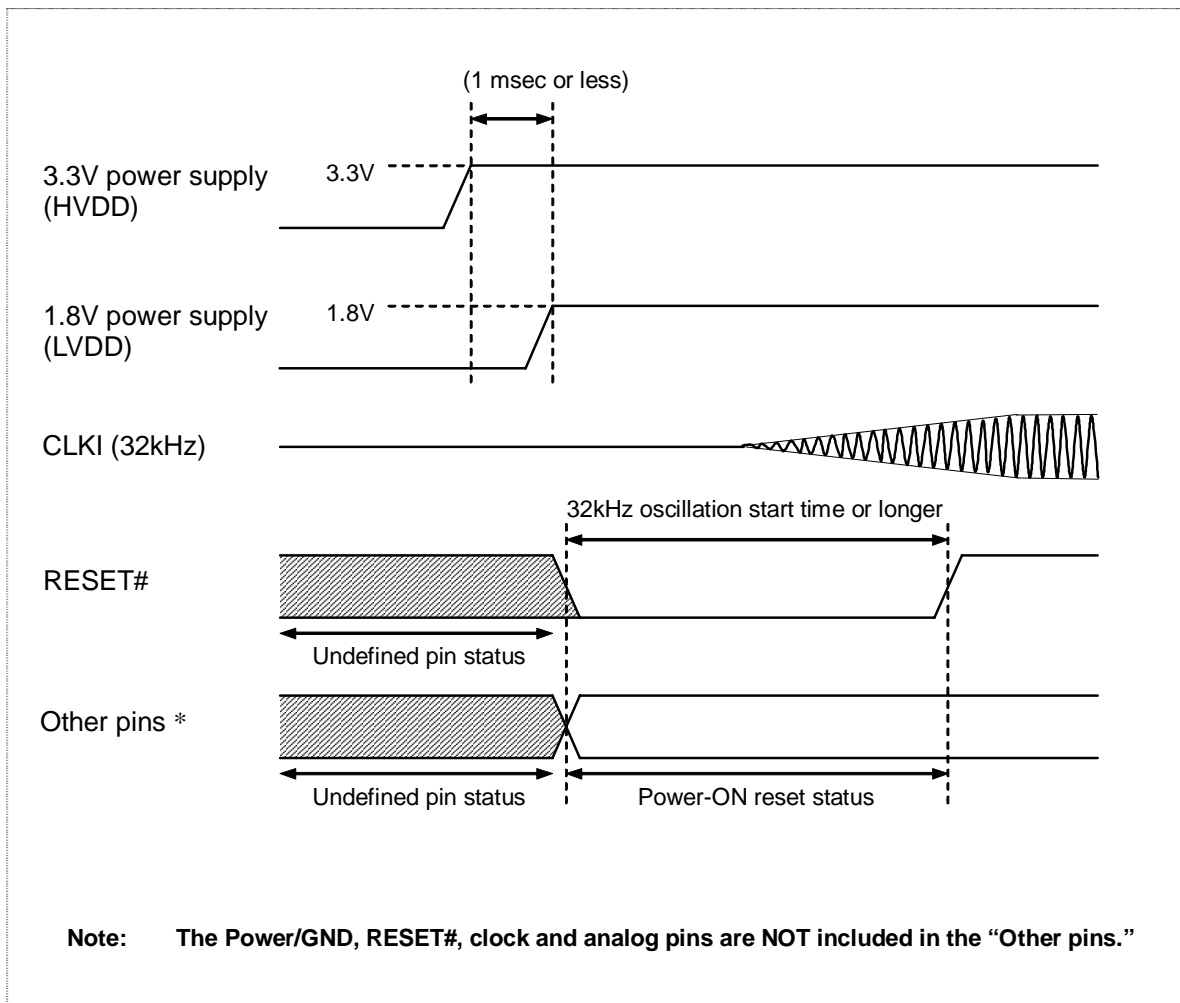 (1 msec or less)
3.3V power supply
(HVDD)
3.3V
1.8V power supply
(LVDD)
1.8V
CLKI (32kHz)
32kHz oscillation start time or longer
RESET#
Undefined pin status
Other pins *
Undefined pin status
Power-ON reset status
Note: The Power/GND, RESET#, clock and analog pins are NOT included in the “Other pins.”